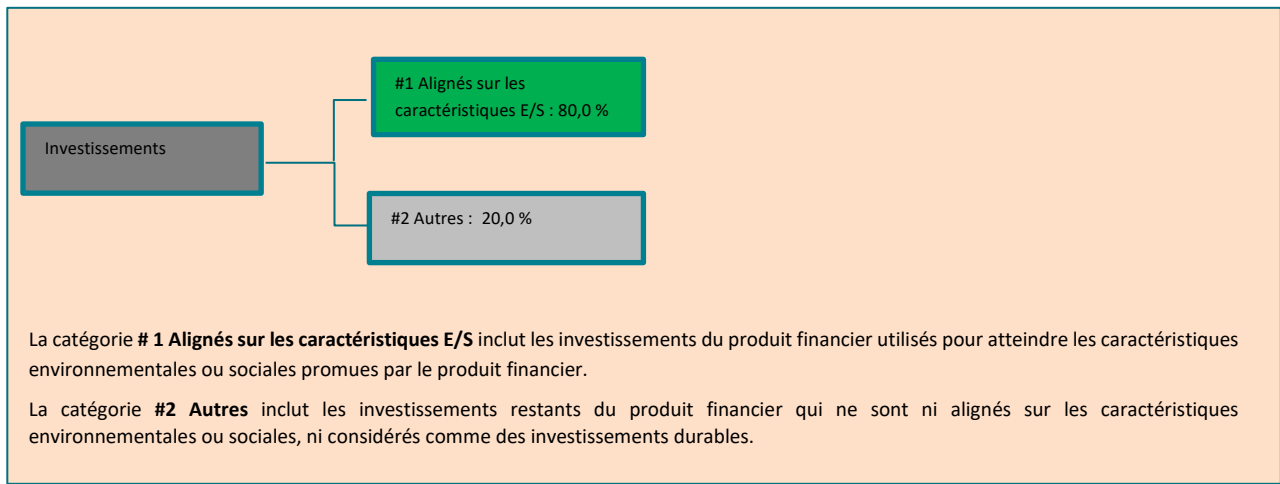 #1 Alignés sur les
caractéristiques E/S : 80,0 %
Investissements
#2 Autres : 20,0 %
La catégorie # 1 Alignés sur les caractéristiques E/S inclut les investissements du produit financier utilisés pour atteindre les caractéristiques
environnementales ou sociales promues par le produit financier.
La catégorie #2 Autres inclut les investissements restants du produit financier qui ne sont ni alignés sur les caractéristiques
environnementales ou sociales, ni considérés comme des investissements durables.